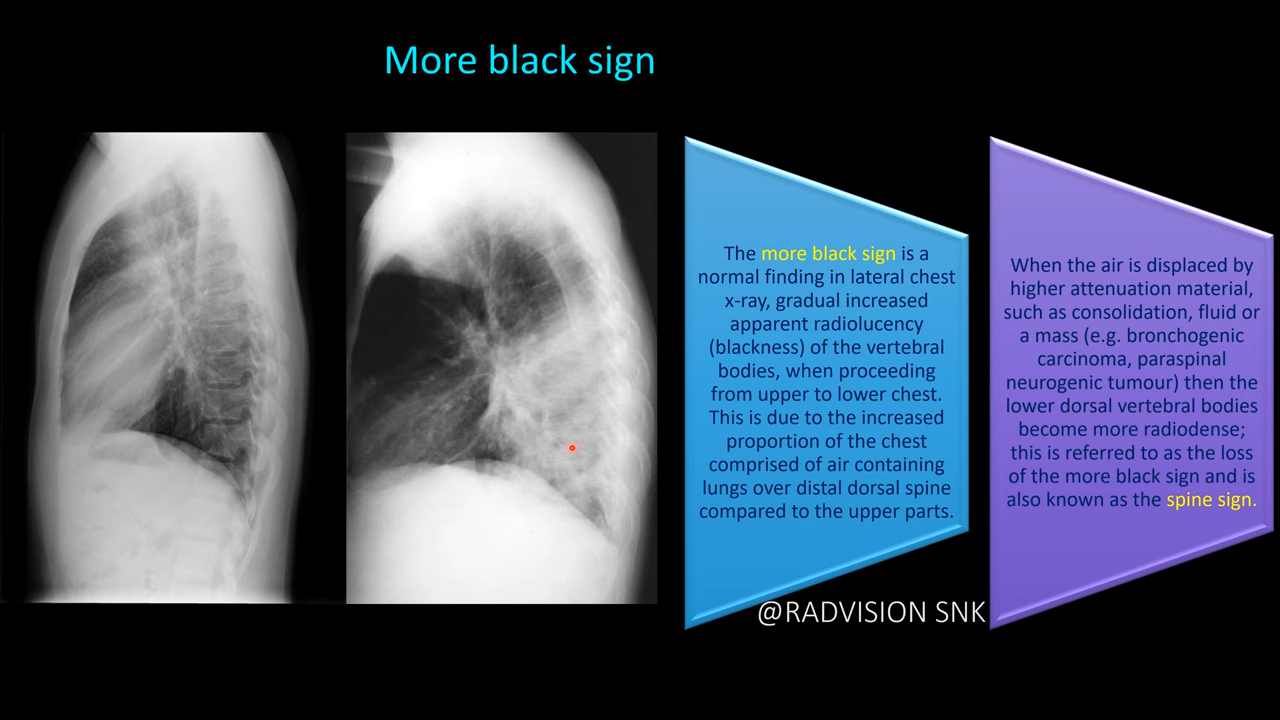 More black sign
The more black sign is a
normal finding in lateral chest
x-ray, gradual increased
apparent radiolucency
(blackness) of the vertebral
bodies, when proceeding
from upper to lower chest.
This is due to the increased
proportion of the chest
comprised of air containing
lungs over distal dorsal spine
compared to the upper parts.
When the air is displaced by
higher attenuation material,
such as consolidation, fluid or
a mass (e.g. bronchogenic
carcinoma, paraspinal
neurogenic tumour) then the
lower dorsal vertebral bodies
become more radiodense;
this is referred to as the loss
of the more black sign and is
also known as the spine sign.
@RADVISION SNK